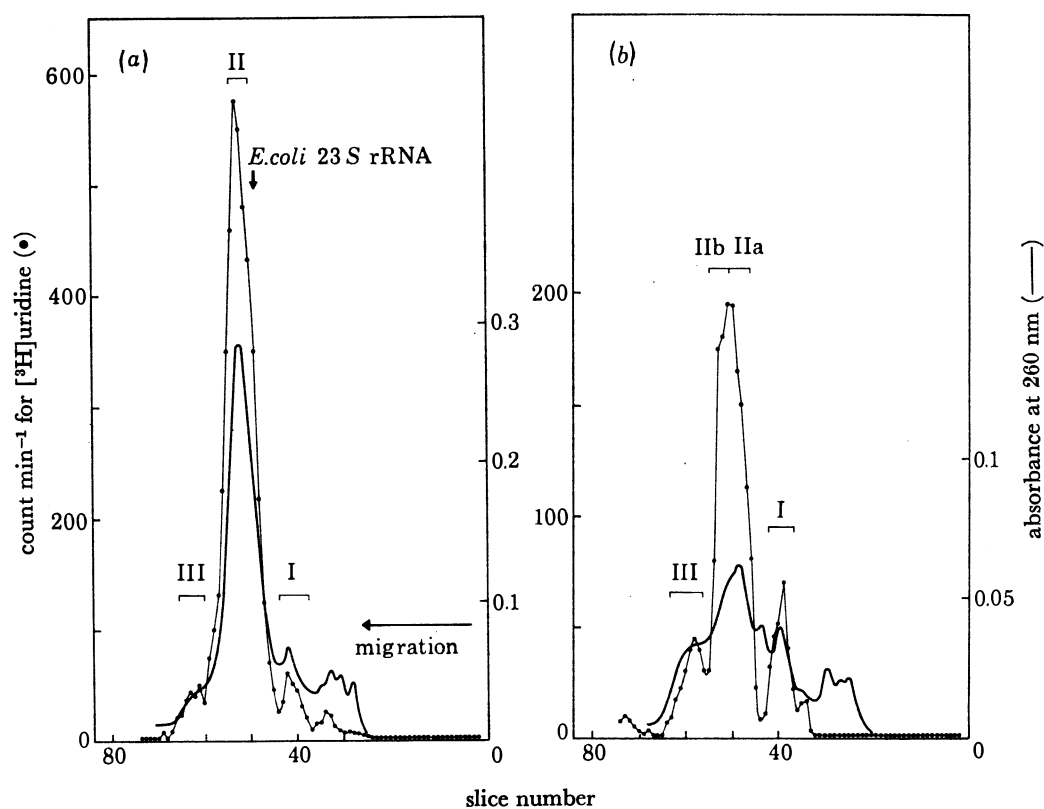 (a)
II
600
E.coli 23 S rRNA
400
0.3
0.2
200
III
I
0.1
migration
0
0
80
40
0
count min⁻¹ for [³H]uridine (•)
(b)
IIb IIa
200
0.1
I
100
III
0.05
0
0
80
40
0
absorbance at 260 nm (—)
slice number